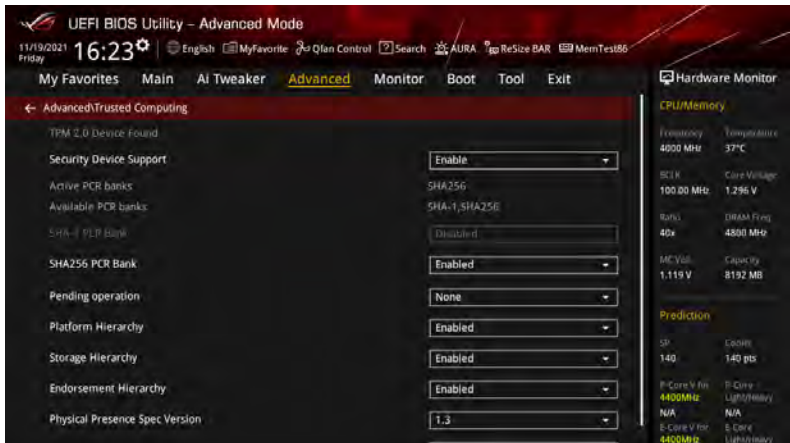 UEFI BIOS Utility – Advanced Mode
11/19/2021 Friday 16:23 English MyFavorite Qfan Control ? Search AURA ReSize BAR MemTest86
My Favorites Main Ai Tweaker Advanced Monitor Boot Tool Exit Hardware Monitor
← Advanced\Trusted Computing
TPM 2.0 Device Found
Security Device Support Enable
Active PCR banks SHA256
Available PCR banks SHA-1,SHA256
SHA-1 PCR Bank Disabled
SHA256 PCR Bank Enabled
Pending operation None
Platform Hierarchy Enabled
Storage Hierarchy Enabled
Endorsement Hierarchy Enabled
Physical Presence Spec Version 1.3
CPU/Memory
Frequency Temperature
4000 MHz 37°C
BCLK Core Voltage
100.00 MHz 1.296 V
Ratio DRAM Freq.
40x 4800 MHz
MC Volt. Capacity
1.119 V 8192 MB
Prediction
SP Cooler
140 140 pts
P-Core V for P-Core
4400MHz Light/Heavy
N/A N/A
E-Core V for E-Core
4400MHz Light/Heavy